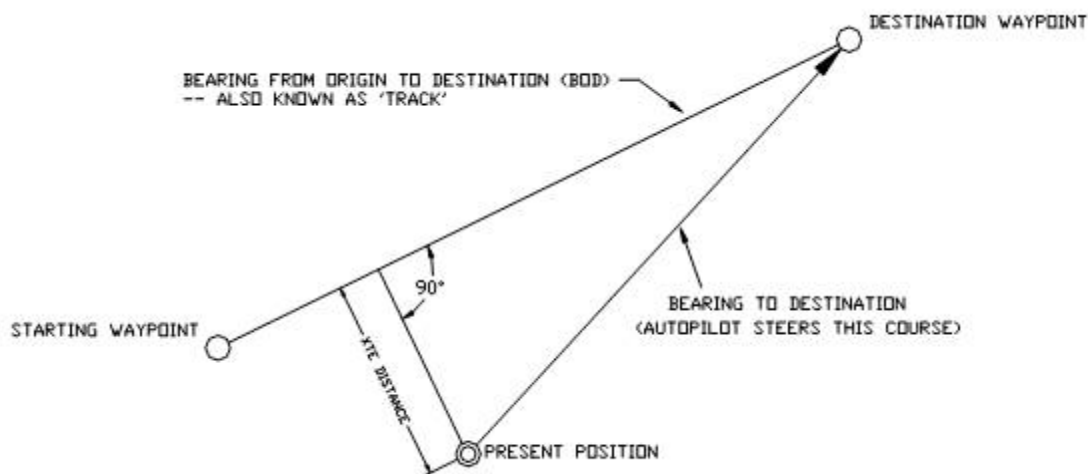 DESTINATION WAYPOINT
BEARING FROM ORIGIN TO DESTINATION (BOD)
-- ALSO KNOWN AS 'TRACK'
90°
BEARING TO DESTINATION
(AUTOPILOT STEERS THIS COURSE)
STARTING WAYPOINT
XTE DISTANCE
PRESENT POSITION